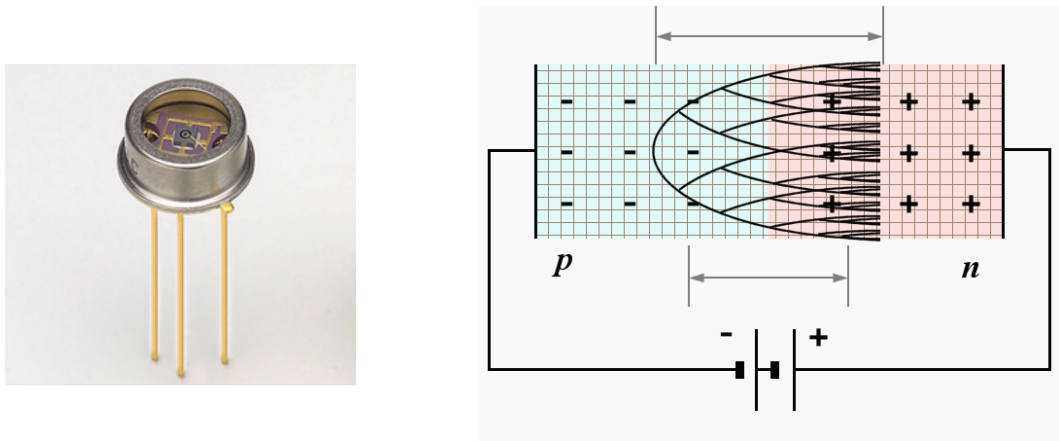 - - - + + +
- - - + + +
- - - + + +
p n
- +